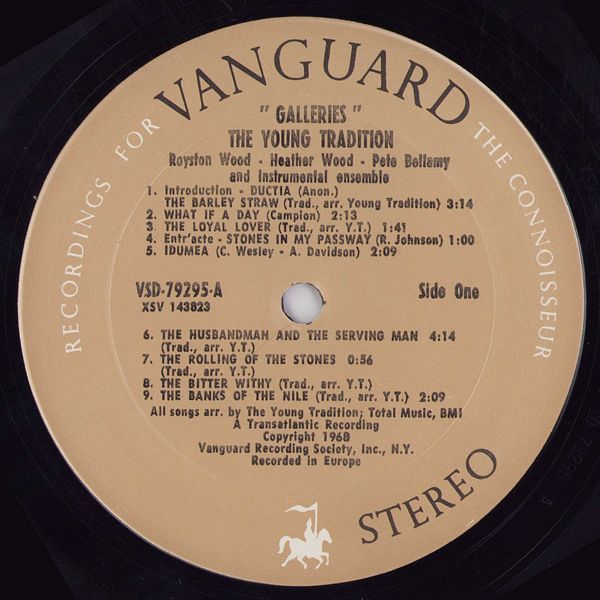 RECORDINGS FOR VANGUARD THE CONNOISSEUR
" GALLERIES "
THE YOUNG TRADITION
Royston Wood - Heather Wood - Pete Bellamy
and instrumental ensemble
1. Introduction - DUCTIA (Anon.)
THE BARLEY STRAW (Trad., arr. Young Tradition) 3:14
2. WHAT IF A DAY (Campion) 2:13
3. THE LOYAL LOVER (Trad., arr. Y.T.) 1:41
4. Entr'acte - STONES IN MY PASSWAY (R. Johnson) 1:00
5. IDUMEA (C. Wesley - A. Davidson) 2:09
VSD-79295-A Side One
XSV 143823
6. THE HUSBANDMAN AND THE SERVING MAN 4:14
(Trad., arr. Y.T.)
7. THE ROLLING OF THE STONES 0:56
(Trad., arr. Y.T.)
8. THE BITTER WITHY (Trad., arr. Y.T.)
9. THE BANKS OF THE NILE (Trad., arr. Y.T.) 2:09
All songs arr. by The Young Tradition; Total Music, BMI
A Transatlantic Recording
Copyright 1968
Vanguard Recording Society, Inc., N.Y.
Recorded in Europe
STEREO